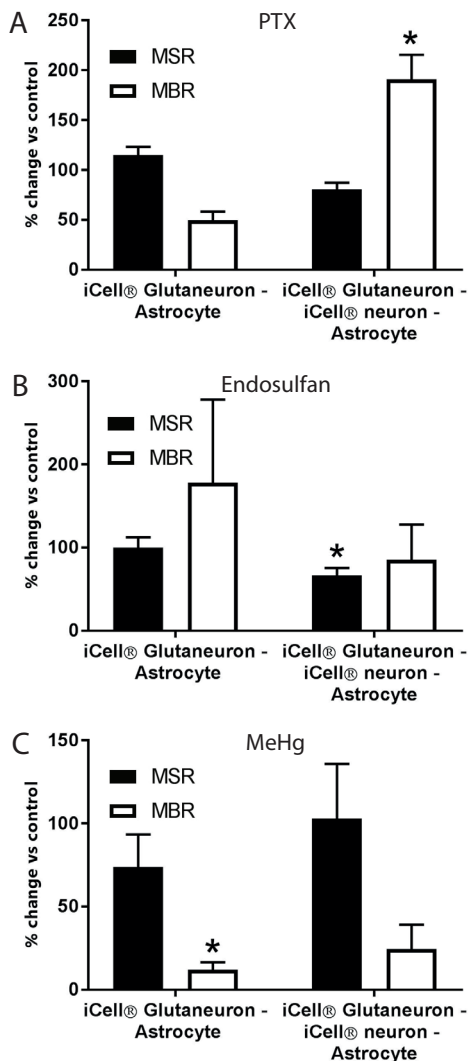 A
PTX
250
200
150
100
50
0
% change vs control
MSR
MBR
*
iCell® Glutaneuron -
Astrocyte
iCell® Glutaneuron -
iCell® neuron -
Astrocyte
B
Endosulfan
300
200
100
0
% change vs control
MSR
MBR
*
iCell® Glutaneuron -
Astrocyte
iCell® Glutaneuron -
iCell® neuron -
Astrocyte
C
MeHg
150
100
50
0
% change vs control
MSR
MBR
*
iCell® Glutaneuron -
Astrocyte
iCell® Glutaneuron -
iCell® neuron -
Astrocyte